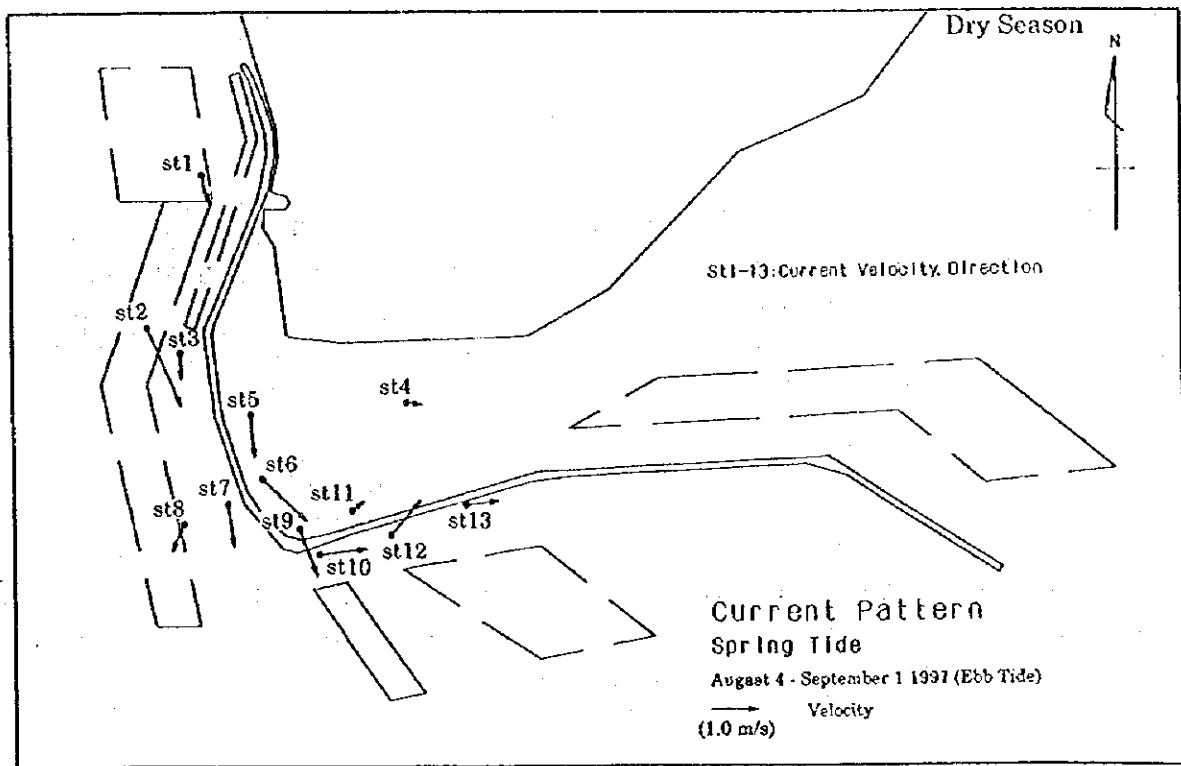 Dry Season
N
st1
St1-13:Current Velocity, Direction
st2
st3
st4
st5
st6
st7
st8
st9
st10
st11
st12
st13
Current Pattern
Spring Tide
August 4 - September 1 1997 (Ebb Tide)
Velocity
(1.0 m/s)